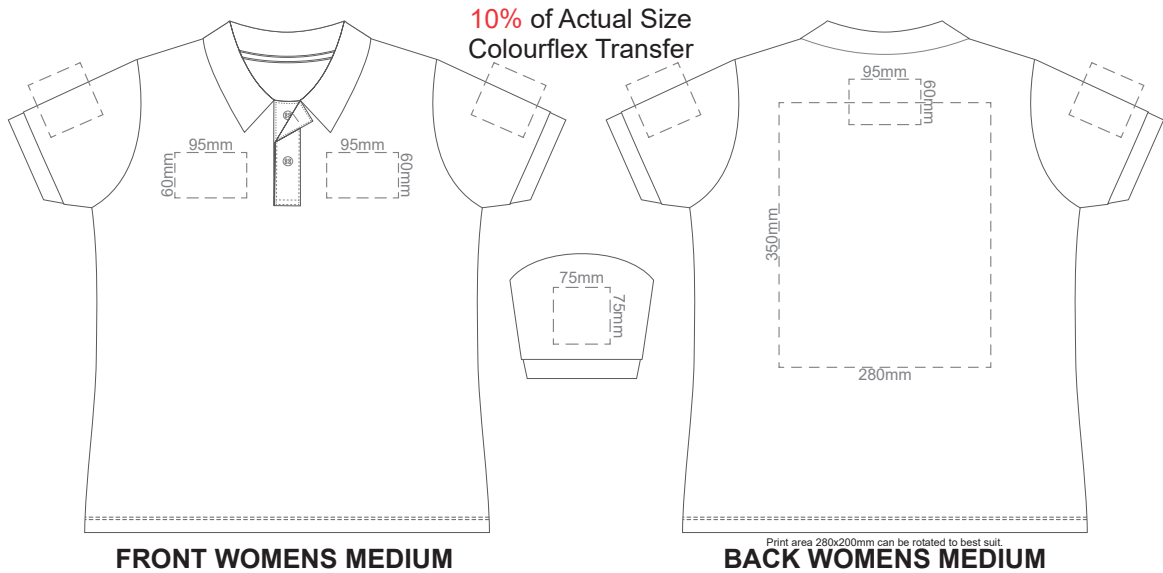 10% of Actual Size
Colourflex Transfer
95mm
60mm
95mm
60mm
75mm
75mm
95mm
60mm
350mm
280mm
FRONT WOMENS MEDIUM
Print area 280x200mm can be rotated to best suit.
BACK WOMENS MEDIUM